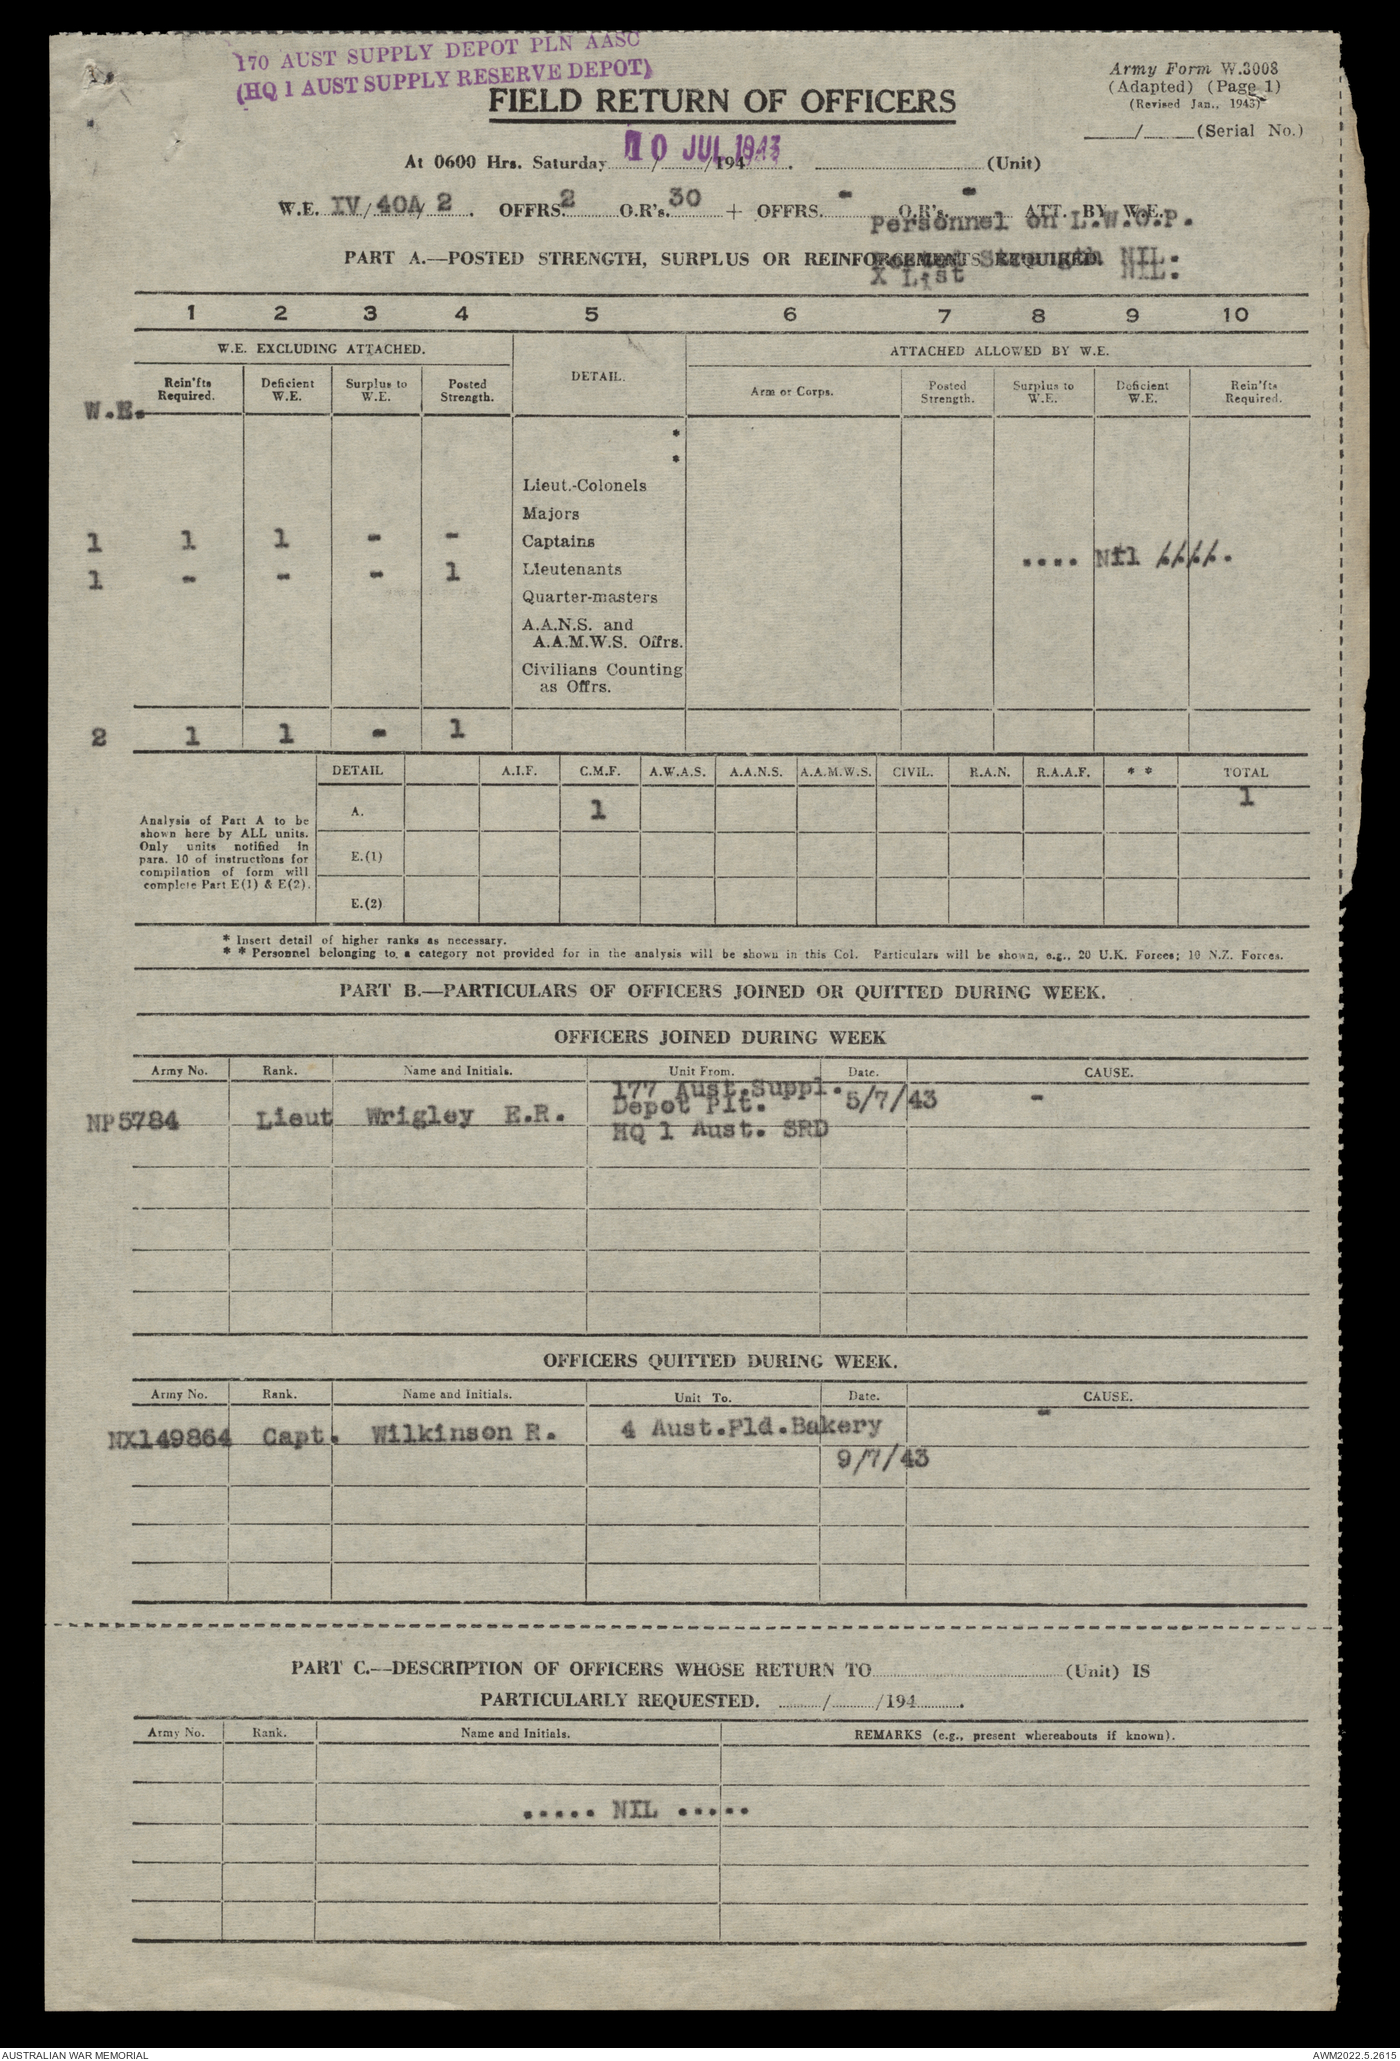 170 AUST SUPPLY DEPOT PLN AASC
(HQ 1 AUST SUPPLY RESERVE DEPOT)
Army Form W.3008
(Adapted) (Page 1)
(Revised Jan., 1943)
____/____(Serial No.)
FIELD RETURN OF OFFICERS
At 0600 Hrs. Saturday 10 JUL 1943 /194 . (Unit)
W.E. IV/40A/2. OFFRS. 2 O.R's. 30 + OFFRS. - O.R's. - ATT. BY W.E.
Personnel on L.W.O.P.
PART A.—POSTED STRENGTH, SURPLUS OR REINFORCEMENTS REQUIRED.
Strength NIL:
X List NIL:
1 2 3 4 5 6 7 8 9 10
W.E. EXCLUDING ATTACHED. DETAIL. ATTACHED ALLOWED BY W.E.
Rein'fts Required. Deficient W.E. Surplus to W.E. Posted Strength. Arm or Corps. Posted Strength. Surplus to W.E. Deficient W.E. Rein'fts Required.
W.E.
*
*
Lieut.-Colonels
Majors
1 1 1 - - Captains
.... Nil ////.
1 - - - 1 Lieutenants
Quarter-masters
A.A.N.S. and
A.A.M.W.S. Offrs.
Civilians Counting
as Offrs.
2 1 1 - 1
DETAIL A.I.F. C.M.F. A.W.A.S. A.A.N.S. A.A.M.W.S. CIVIL. R.A.N. R.A.A.F. * * TOTAL
A. 1 1
Analysis of Part A to be
shown here by ALL units.
Only units notified in
para. 10 of instructions for
compilation of form will
complete Part E(1) & E(2).
E.(1)
E.(2)
* Insert detail of higher ranks as necessary.
* * Personnel belonging to a category not provided for in the analysis will be shown in this Col. Particulars will be shown, e.g., 20 U.K. Forces; 10 N.Z. Forces.
PART B.—PARTICULARS OF OFFICERS JOINED OR QUITTED DURING WEEK.
OFFICERS JOINED DURING WEEK
Army No. Rank. Name and Initials. Unit From. Date. CAUSE.
177 Aust.Suppl.
NP5784 Lieut Wrigley E.R. Depot Plt. 5/7/43 -
HQ 1 Aust. SRD
OFFICERS QUITTED DURING WEEK.
Army No. Rank. Name and Initials. Unit To. Date. CAUSE.
NX149864 Capt. Wilkinson R. 4 Aust.Fld.Bakery -
9/7/43
PART C.—DESCRIPTION OF OFFICERS WHOSE RETURN TO (Unit) IS
PARTICULARLY REQUESTED. ____/____/194____.
Army No. Rank. Name and Initials. REMARKS (e.g., present whereabouts if known).
..... NIL .....
AUSTRALIAN WAR MEMORIAL
AWM2022.5.2615